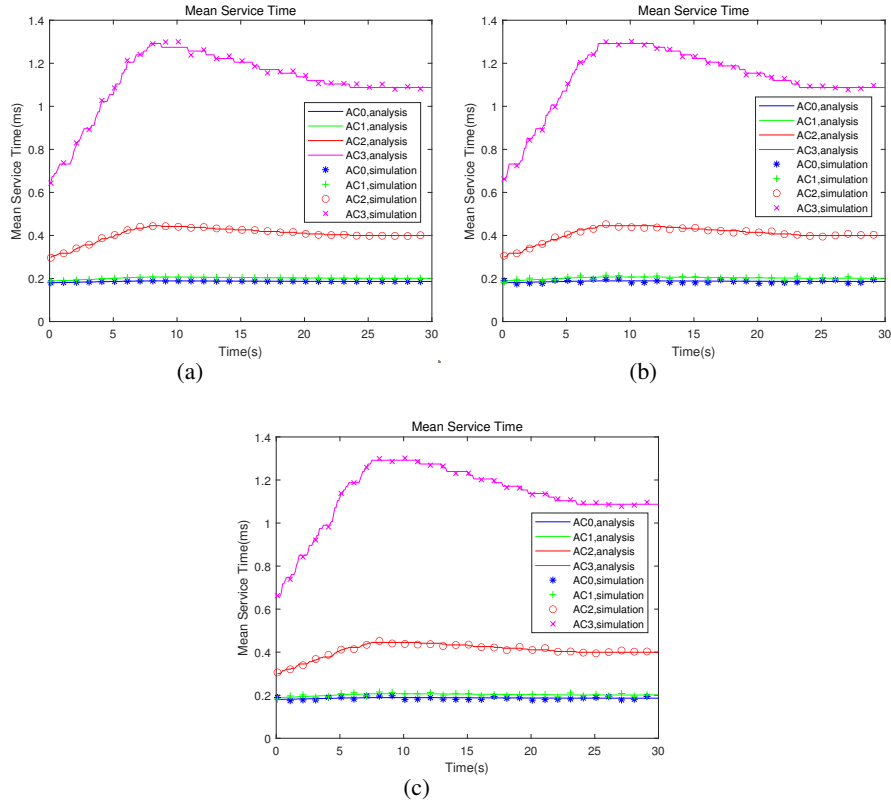 Mean Service Time
1.4
1.2
1
0.8
0.6
0.4
0.2
0
Mean Service Time(ms)
AC0,analysis
AC1,analysis
AC2,analysis
AC3,analysis
AC0,simulation
AC1,simulation
AC2,simulation
AC3,simulation
0 5 10 15 20 25 30
Time(s)
(a)
Mean Service Time
1.4
1.2
1
0.8
0.6
0.4
0.2
0
Mean Service Time(ms)
AC0,analysis
AC1,analysis
AC2,analysis
AC3,analysis
AC0,simulation
AC1,simulation
AC2,simulation
AC3,simulation
0 5 10 15 20 25 30
Time(s)
(b)
Mean Service Time
1.4
1.2
1
0.8
0.6
0.4
0.2
0
Mean Service Time(ms)
AC0,analysis
AC1,analysis
AC2,analysis
AC3,analysis
AC0,simulation
AC1,simulation
AC2,simulation
AC3,simulation
0 5 10 15 20 25 30
Time(s)
(c)